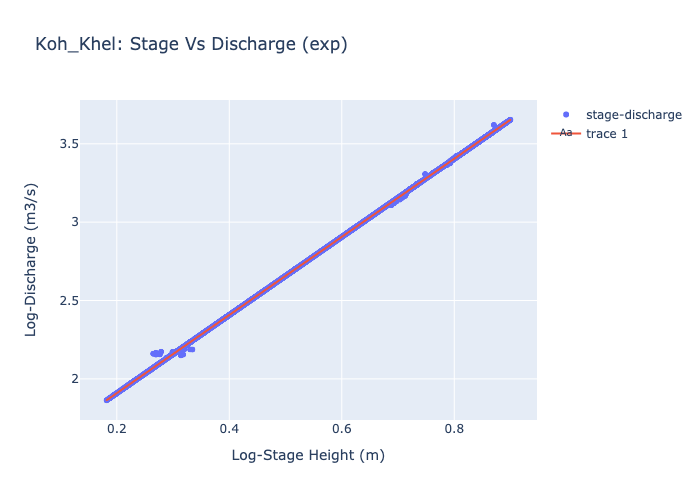 Koh_Khel: Stage Vs Discharge (exp)
stage-discharge
Aa trace 1
3.5
3
2.5
2
Log-Discharge (m3/s)
0.2 0.4 0.6 0.8
Log-Stage Height (m)